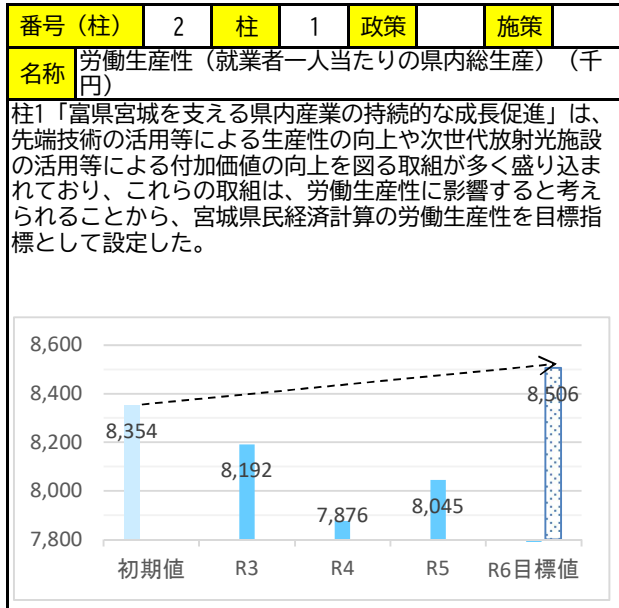 番号（柱） 2 柱 1 政策 施策
名称 労働生産性（就業者一人当たりの県内総生産）（千
円）
柱1「富県宮城を支える県内産業の持続的な成長促進」は、
先端技術の活用等による生産性の向上や次世代放射光施設
の活用等による付加価値の向上を図る取組が多く盛り込ま
れており、これらの取組は、労働生産性に影響すると考え
られることから、宮城県民経済計算の労働生産性を目標指
標として設定した。
8,600
8,400
8,200
8,000
7,800
8,354
8,192
7,876
8,045
8,506
初期値 R3 R4 R5 R6目標値